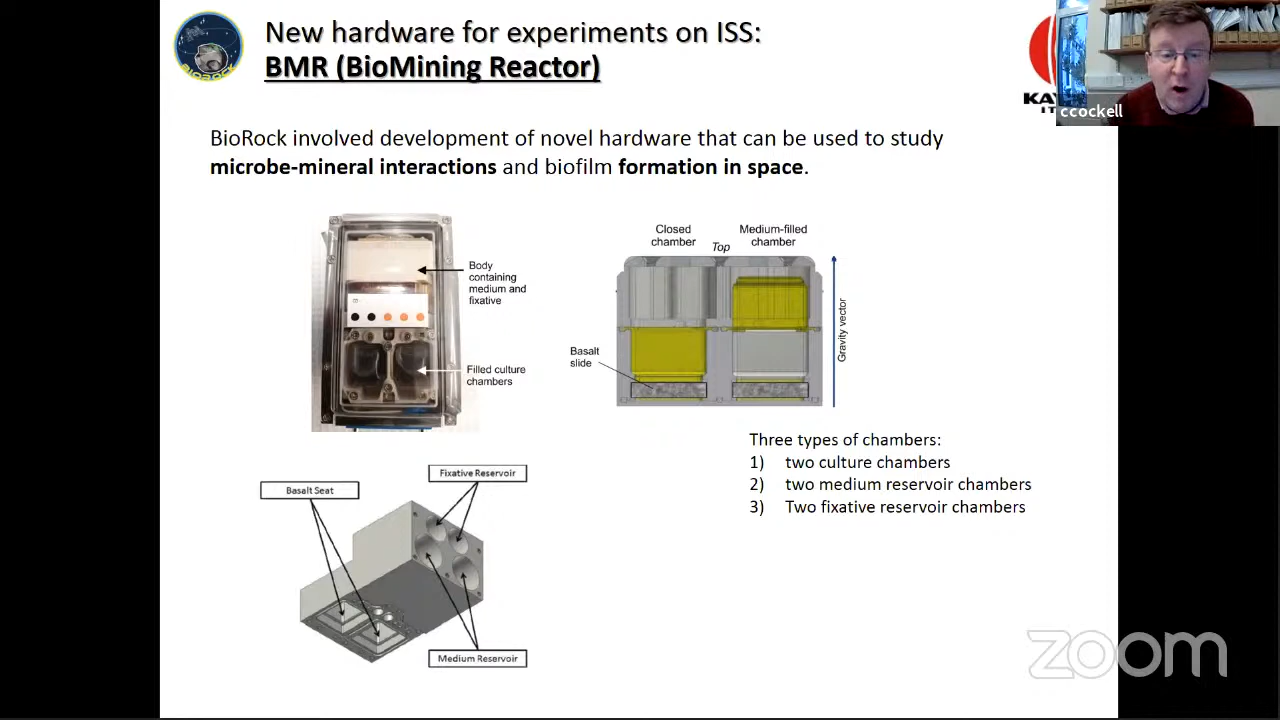 New hardware for experiments on ISS:
BMR (BioMining Reactor)
BIOROCK
ccockell
BioRock involved development of novel hardware that can be used to study
microbe-mineral interactions and biofilm formation in space.
Body
containing
medium and
fixative
Filled culture
chambers
Closed
chamber
Top
Medium-filled
chamber
Basalt
slide
Gravity vector
Three types of chambers:
1) two culture chambers
2) two medium reservoir chambers
3) Two fixative reservoir chambers
Fixative Reservoir
Basalt Seat
Medium Reservoir
zoom